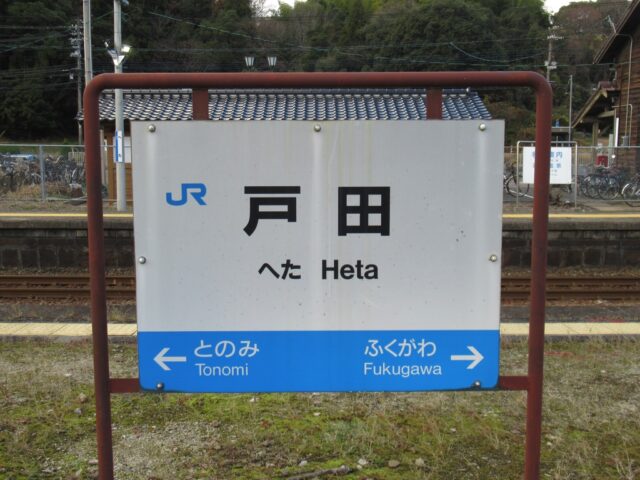 JR
戸田
へた Heta
← とのみ
Tonomi
ふくがわ →
Fukugawa